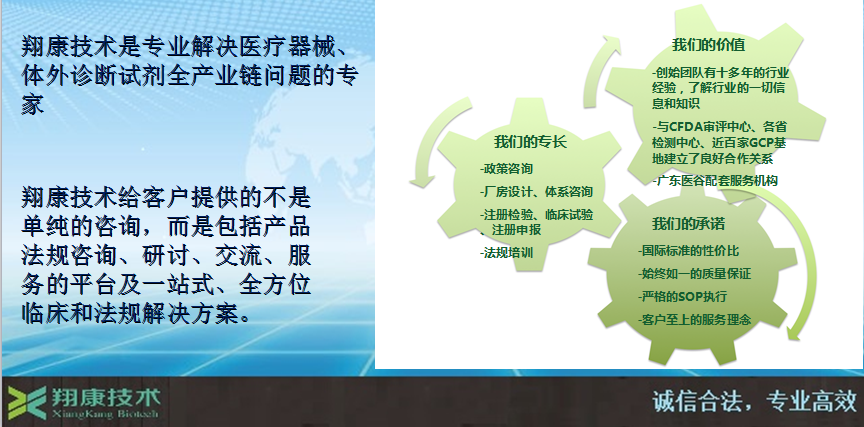 翔康技术是专业解决医疗器械、
体外诊断试剂全产业链问题的专
家
翔康技术给客户提供的不是
单纯的咨询，而是包括产品
法规咨询、研讨、交流、服
务的平台及一站式、全方位
临床和法规解决方案。
我们的专长
-政策咨询
-厂房设计、体系咨询
-注册检验、临床试验
、注册申报
-法规培训
我们的价值
-创始团队有十多年的行业
经验，了解行业的一切信
息和知识
-与CFDA审评中心、各省
检测中心、近百家GCP基
地建立了良好合作关系
-广东医谷配套服务机构
我们的承诺
-国际标准的性价比
-始终如一的质量保证
-严格的SOP执行
-客户至上的服务理念
翔康技术
XiangKang Biotech
诚信合法，专业高效